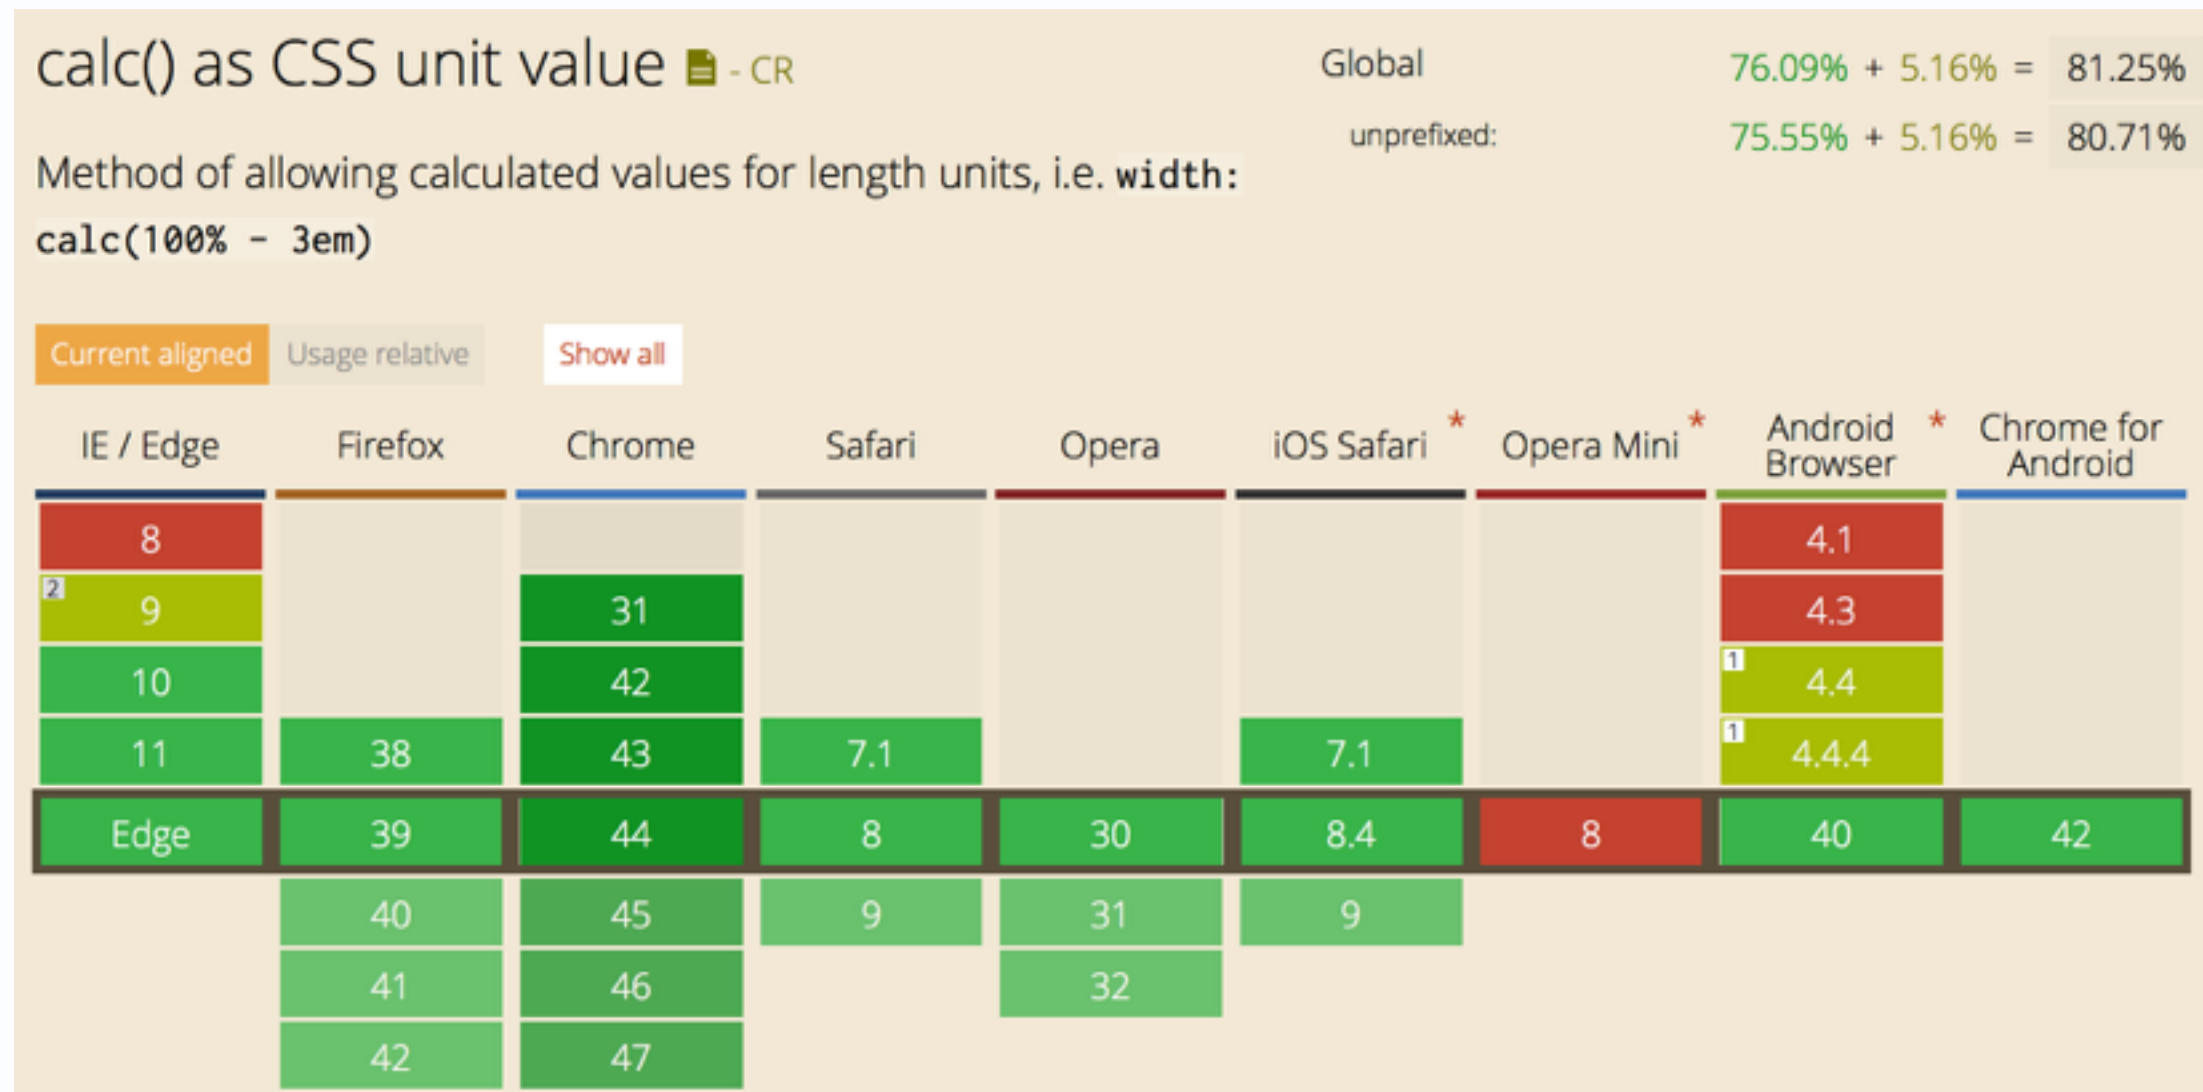 calc() as CSS unit value - CR
Global 76.09% + 5.16% = 81.25%
unprefixed: 75.55% + 5.16% = 80.71%
Method of allowing calculated values for length units, i.e. width:
calc(100% - 3em)
Current aligned Usage relative Show all
IE / Edge Firefox Chrome Safari Opera iOS Safari * Opera Mini * Android Browser * Chrome for Android
8 4.1
2 9 31 4.3
10 42 1 4.4
11 38 43 7.1 7.1 1 4.4.4
Edge 39 44 8 30 8.4 8 40 42
40 45 9 31 9
41 46 32
42 47